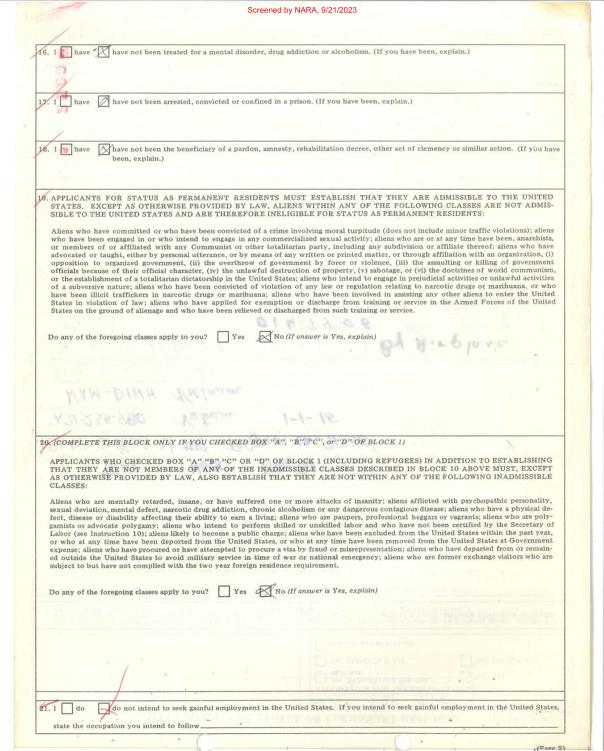 Screened by NARA, 9/21/2023
16. I have have not been treated for a mental disorder, drug addiction or alcoholism. (If you have been, explain.)
17. I have have not been arrested, convicted or confined in a prison. (If you have been, explain.)
18. I have have not been the beneficiary of a pardon, amnesty, rehabilitation decree, other act of clemency or similiar action. (If you have
been, explain.)
19. APPLICANTS FOR STATUS AS PERMANENT RESIDENTS MUST ESTABLISH THAT THEY ARE ADMISSIBLE TO THE UNITED
STATES. EXCEPT AS OTHERWISE PROVIDED BY LAW, ALIENS WITHIN ANY OF THE FOLLOWING CLASSES ARE NOT ADMIS-
SIBLE TO THE UNITED STATES AND ARE THEREFORE INELIGIBLE FOR STATUS AS PERMANENT RESIDENTS:
Aliens who have committed or who have been convicted of a crime involving moral turpitude (does not include minor traffic violations); aliens
who have been engaged in or who intend to engage in any commercialized sexual activity; aliens who are or at any time have been, anarchists,
or members of or affiliated with any Communist or other totalitarian party, including any subdivision or affiliate thereof; aliens who have
advocated or taught, either by personal utterance, or by means of any written or printed matter, or through affiliation with an organization, (i)
opposition to organized government, (ii) the overthrow of government by force or violence, (iii) the assaulting or killing of government
officials because of their official character, (iv) the unlawful destruction of property, (v) sabotage, or (vi) the doctrines of world communism,
or the establishment of a totalitarian dictatorship in the United States; aliens who intend to engage in prejudicial activities or unlawful activities
of a subversive nature; aliens who have been convicted of violation of any law or regulation relating to narcotic drugs or marihuana, or who
have been illicit traffickers in narcotic drugs or marihuana; aliens who have been involved in assisting any other aliens to enter the United
States in violation of law; aliens who have applied for exemption or discharge from training or service in the Armed Forces of the United
States on the ground of alienage and who have been relieved or discharged from such training or service.
Do any of the foregoing classes apply to you? Yes No (If answer is Yes, explain)
20. (COMPLETE THIS BLOCK ONLY IF YOU CHECKED BOX "A", "B", "C", or "D" OF BLOCK 1)
APPLICANTS WHO CHECKED BOX "A" "B", "C" OR "D" OF BLOCK 1 (INCLUDING REFUGEES) IN ADDITION TO ESTABLISHING
THAT THEY ARE NOT MEMBERS OF ANY OF THE INADMISSIBLE CLASSES DESCRIBED IN BLOCK 10 ABOVE MUST, EXCEPT
AS OTHERWISE PROVIDED BY LAW, ALSO ESTABLISH THAT THEY ARE NOT WITHIN ANY OF THE FOLLOWING INADMISSIBLE
CLASSES:
Aliens who are mentally retarded, insane, or have suffered one or more attacks of insanity; aliens afflicted with psychopathic personality,
sexual deviation, mental defect, narcotic drug addiction, chronic alcoholism or any dangerous contagious disease; aliens who have a physical de-
fect, disease or disability affecting their ability to earn a living; aliens who are paupers, professional beggars or vagrants; aliens who are poly-
gamists or advocate polygamy; aliens who intend to perform skilled or unskilled labor and who have not been certified by the Secretary of
Labor (see Instruction 10); aliens likely to become a public charge; aliens who have been excluded from the United States within the past year,
or who at any time have been deported from the United States, or who at any time have been removed from the United States at Government
expense; aliens who have procured or have attempted to procure a visa by fraud or misrepresentation; aliens who have departed from or remain-
ed outside the United States to avoid military service in time of war or national emergency; aliens who are former exchange visitors who are
subject to but have not complied with the two year foreign residence requirement.
Do any of the foregoing classes apply to you? Yes No (If answer is Yes, explain)
21. I do do not intend to seek gainful employment in the United States. If you intend to seek gainful employment in the United States,
state the occupation you intend to follow
(Page 2)